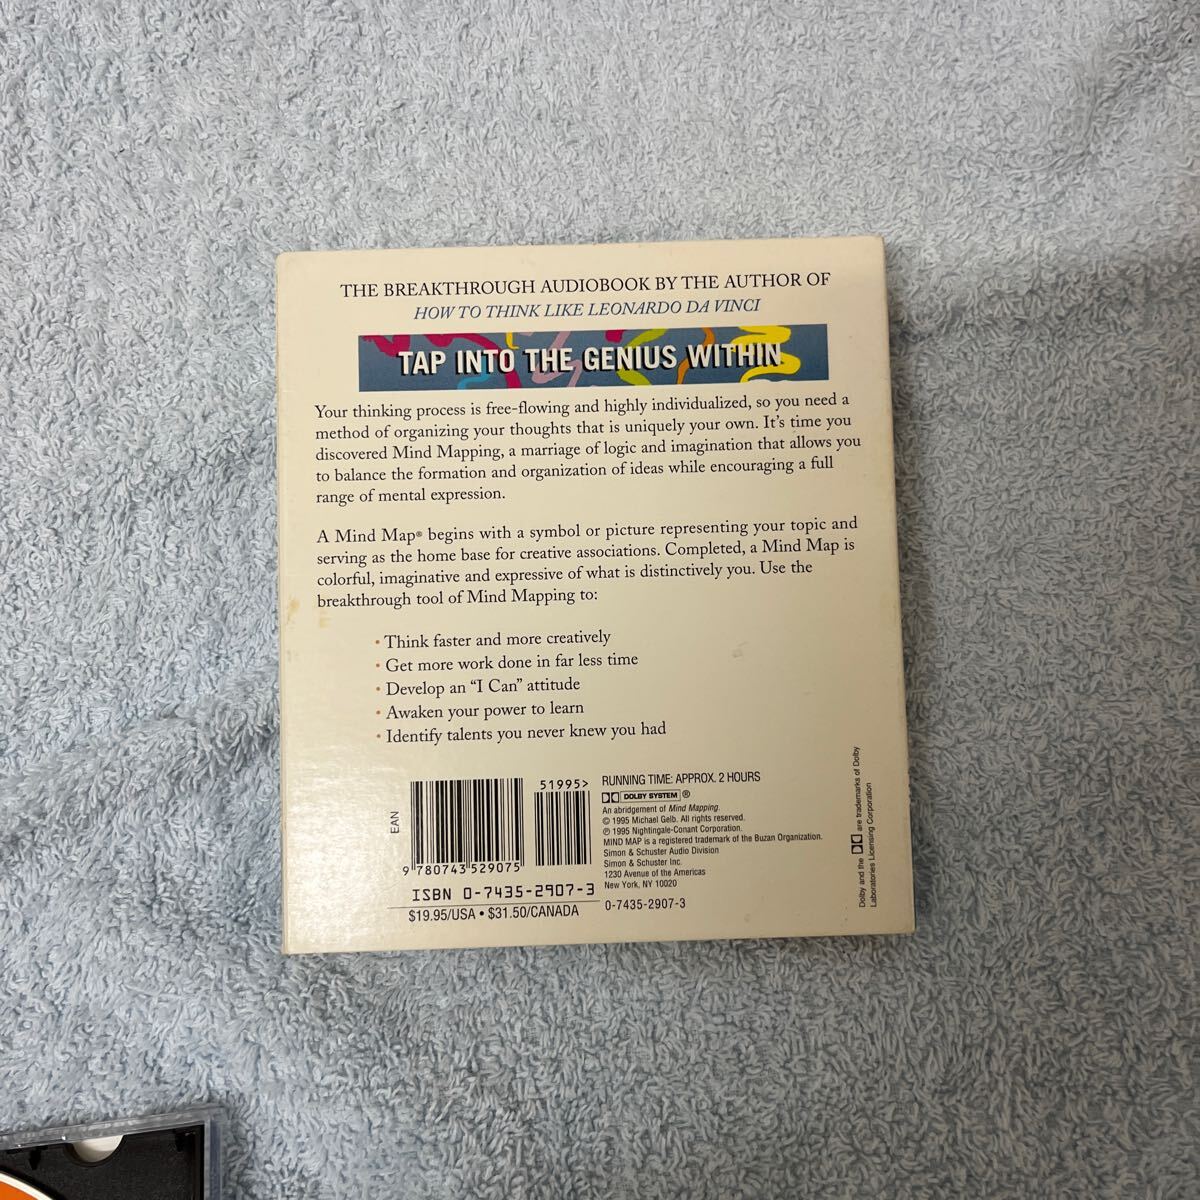 THE BREAKTHROUGH AUDIOBOOK BY THE AUTHOR OF
HOW TO THINK LIKE LEONARDO DA VINCI
TAP INTO THE GENIUS WITHIN
Your thinking process is free-flowing and highly individualized, so you need a
method of organizing your thoughts that is uniquely your own. It's time you
discovered Mind Mapping, a marriage of logic and imagination that allows you
to balance the formation and organization of ideas while encouraging a full
range of mental expression.
A Mind Map® begins with a symbol or picture representing your topic and
serving as the home base for creative associations. Completed, a Mind Map is
colorful, imaginative and expressive of what is distinctively you. Use the
breakthrough tool of Mind Mapping to:
• Think faster and more creatively
• Get more work done in far less time
• Develop an "I Can" attitude
• Awaken your power to learn
• Identify talents you never knew you had
EAN
51995>
9 780743 529075
ISBN 0-7435-2907-3
$19.95/USA • $31.50/CANADA
RUNNING TIME: APPROX. 2 HOURS
DOLBY SYSTEM ®
An abridgement of Mind Mapping.
© 1995 Michael Gelb. All rights reserved.
℗ 1995 Nightingale-Conant Corporation.
MIND MAP is a registered trademark of the Buzan Organization.
Simon & Schuster Audio Division
Simon & Schuster Inc.
1230 Avenue of the Americas
New York, NY 10020
0-7435-2907-3
Dolby and the are trademarks of Dolby
Laboratories Licensing Corporation